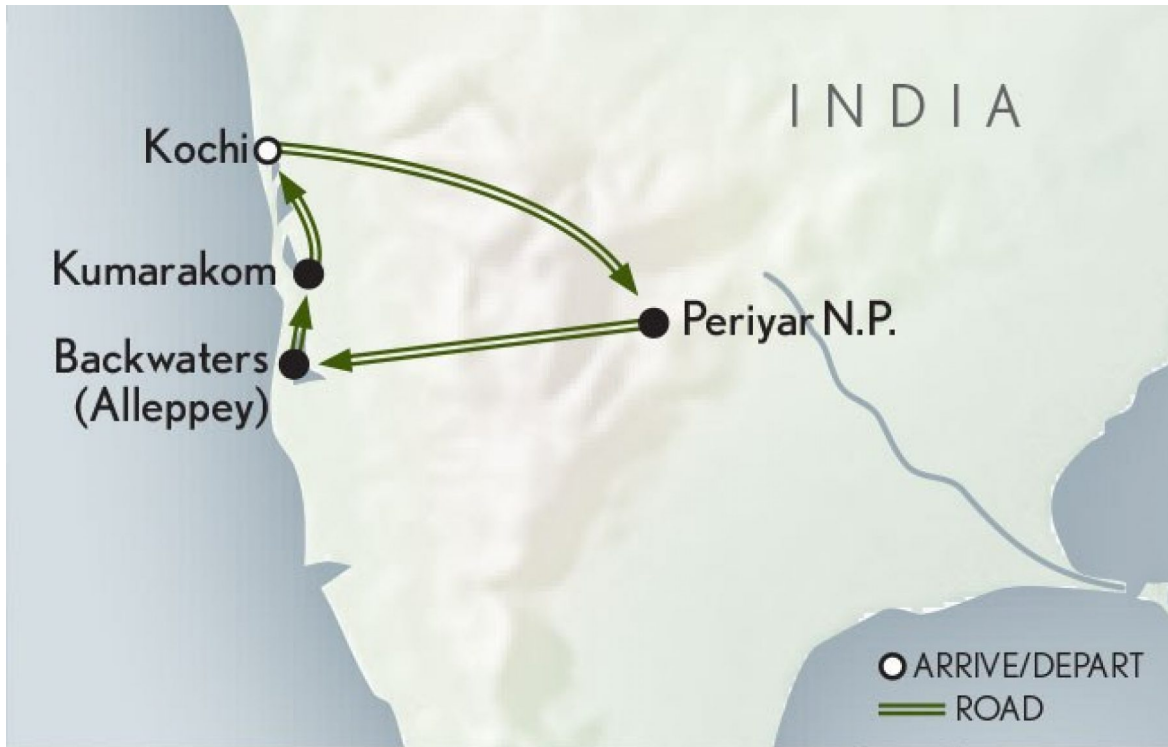 INDIA
Kochi
Kumarakom
Periyar N.P.
Backwaters
(Alleppey)
ARRIVE/DEPART
ROAD